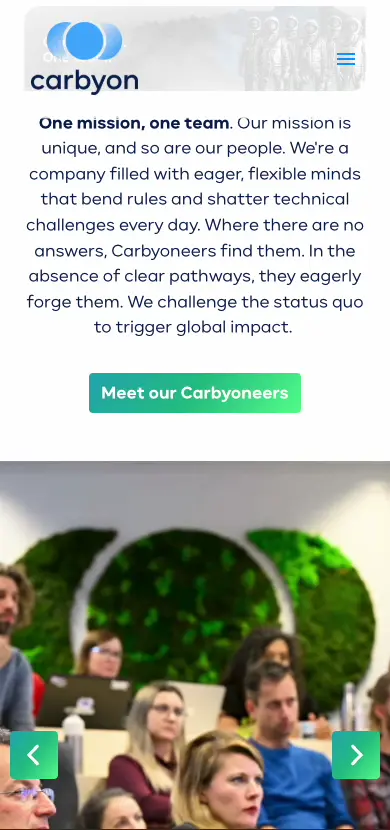 carbyon
One mission, one team. Our mission is
unique, and so are our people. We're a
company filled with eager, flexible minds
that bend rules and shatter technical
challenges every day. Where there are no
answers, Carbyoneers find them. In the
absence of clear pathways, they eagerly
forge them. We challenge the status quo
to trigger global impact.
Meet our Carbyoneers